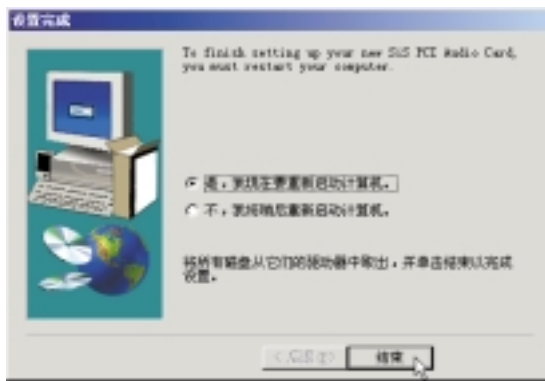 设置完成
To finish setting up your new SiS PCI Audio Card,
you must restart your computer.
是，我现在要重新启动计算机。
不，我将稍后重新启动计算机。
将所有磁盘从它们的驱动器中取出，并单击结束以完成
设置。
结束